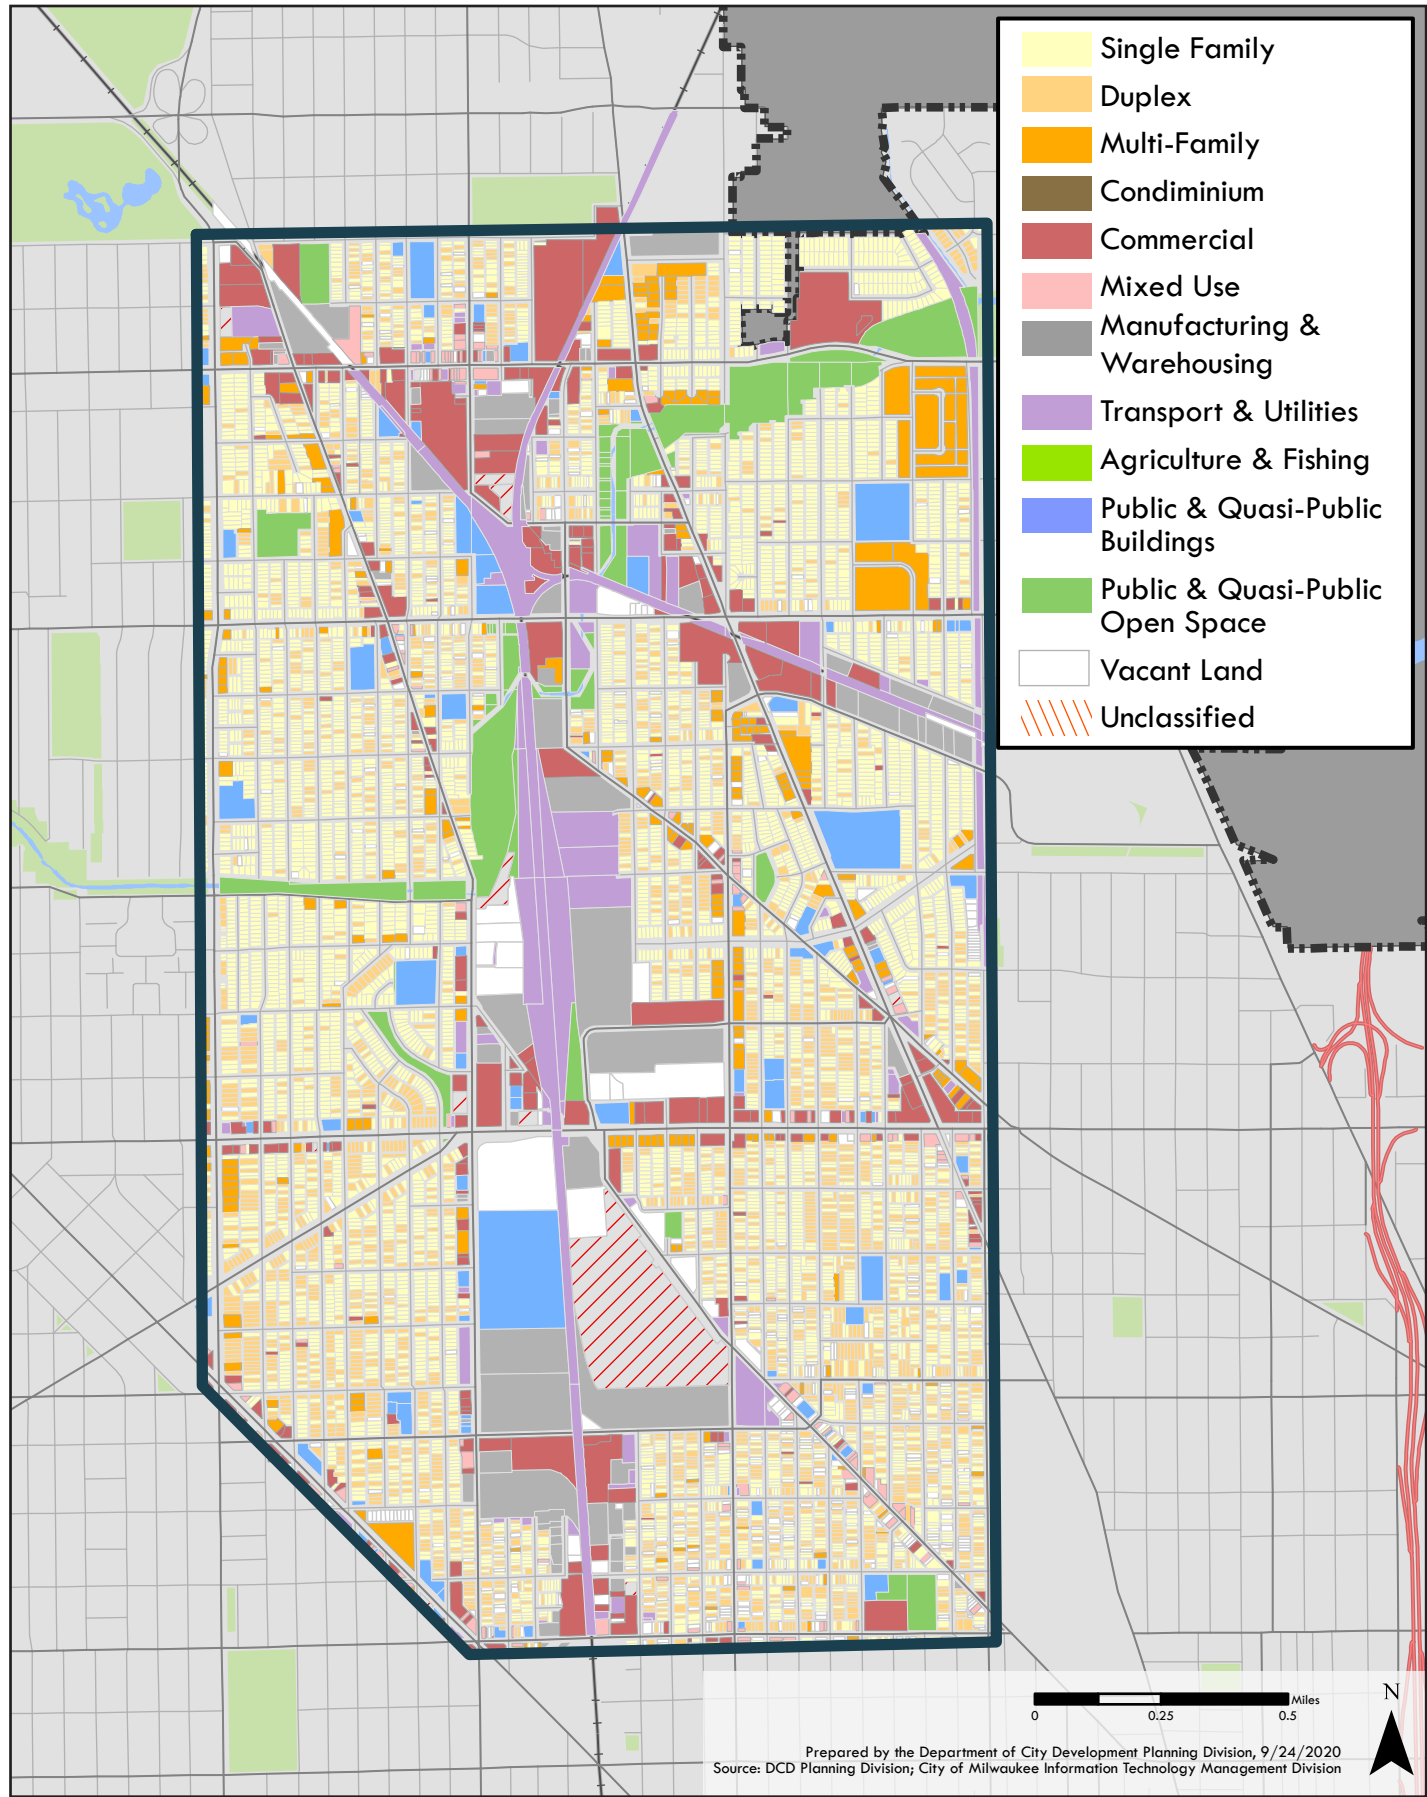 Single Family
Duplex
Multi-Family
Condiminium
Commercial
Mixed Use
Manufacturing &
Warehousing
Transport & Utilities
Agriculture & Fishing
Public & Quasi-Public
Buildings
Public & Quasi-Public
Open Space
Vacant Land
Unclassified
N
Miles
0 0.25 0.5
Prepared by the Department of City Development Planning Division, 9/24/2020
Source: DCD Planning Division; City of Milwaukee Information Technology Management Division